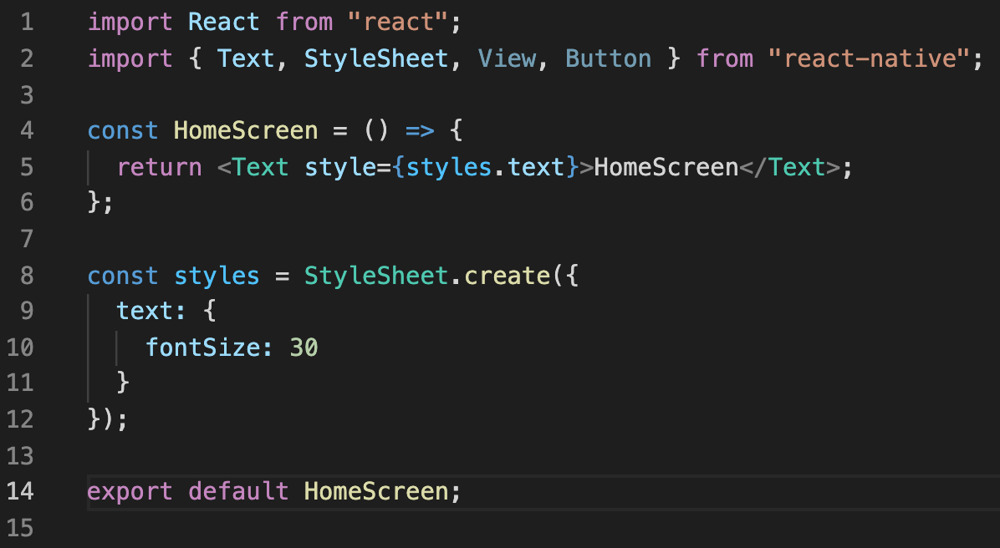 1 import React from "react";
2 import { Text, StyleSheet, View, Button } from "react-native";
3
4 const HomeScreen = () => {
5   return <Text style={styles.text}>HomeScreen</Text>;
6 };
7
8 const styles = StyleSheet.create({
9   text: {
10     fontSize: 30
11   }
12 });
13
14 export default HomeScreen;
15